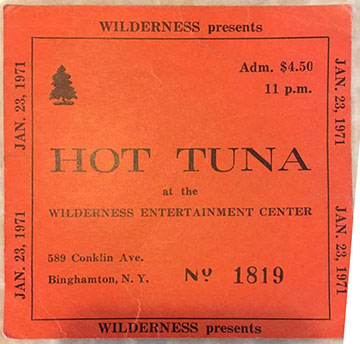 WILDERNESS presents
JAN. 23, 1971
JAN. 23, 1971
Adm. $4.50
11 p.m.
HOT TUNA
at the
WILDERNESS ENTERTAINMENT CENTER
589 Conklin Ave.
Binghamton, N. Y.
No 1819
JAN. 23, 1971
JAN. 23, 1971
WILDERNESS presents